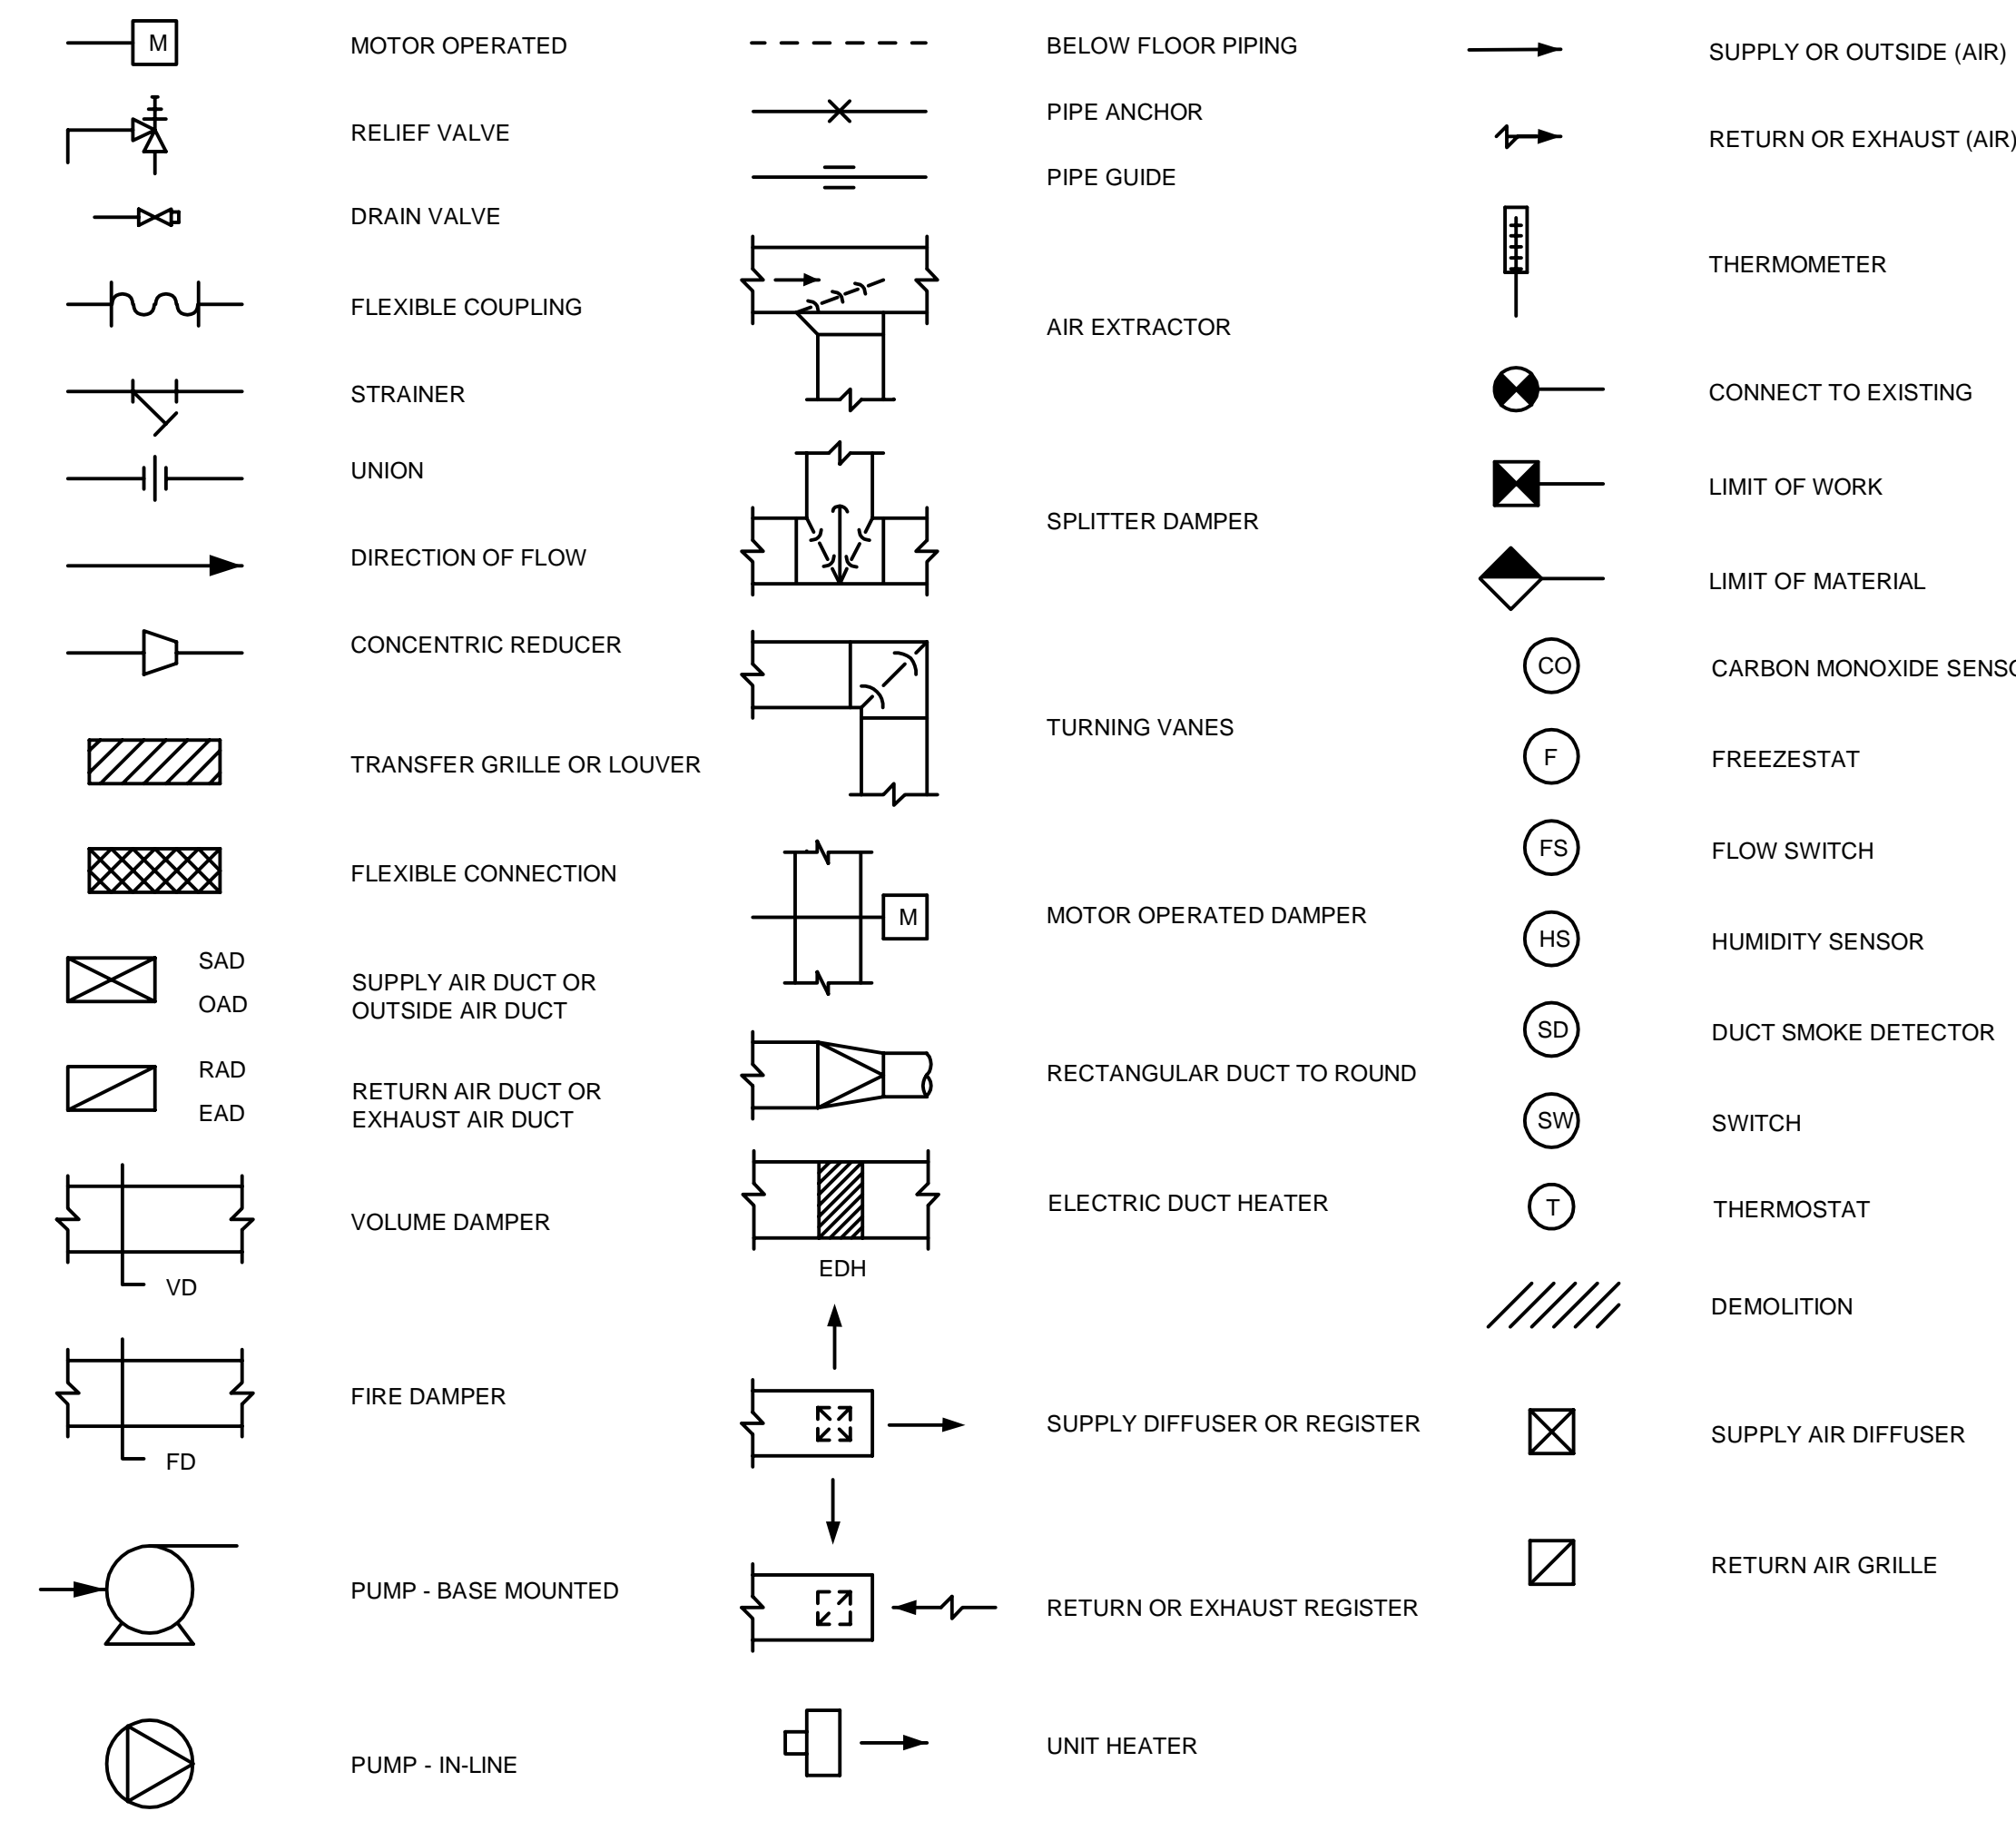 M
MOTOR OPERATED
RELIEF VALVE
DRAIN VALVE
FLEXIBLE COUPLING
STRAINER
UNION
DIRECTION OF FLOW
CONCENTRIC REDUCER
TRANSFER GRILLE OR LOUVER
FLEXIBLE CONNECTION
SAD
OAD
SUPPLY AIR DUCT OR
OUTSIDE AIR DUCT
RAD
EAD
RETURN AIR DUCT OR
EXHAUST AIR DUCT
VOLUME DAMPER
VD
FIRE DAMPER
FD
PUMP - BASE MOUNTED
PUMP - IN-LINE
BELOW FLOOR PIPING
PIPE ANCHOR
PIPE GUIDE
AIR EXTRACTOR
SPLITTER DAMPER
TURNING VANES
M
MOTOR OPERATED DAMPER
RECTANGULAR DUCT TO ROUND
ELECTRIC DUCT HEATER
EDH
SUPPLY DIFFUSER OR REGISTER
RETURN OR EXHAUST REGISTER
UNIT HEATER
SUPPLY OR OUTSIDE (AIR)
RETURN OR EXHAUST (AIR)
THERMOMETER
CONNECT TO EXISTING
LIMIT OF WORK
LIMIT OF MATERIAL
CO
CARBON MONOXIDE
F
FREEZESTAT
FS
FLOW SWITCH
HS
HUMIDITY SENSOR
SD
DUCT SMOKE DETECTOR
SW
SWITCH
T
THERMOSTAT
DEMOLITION
SUPPLY AIR DIFFUSER
RETURN AIR GRILLE